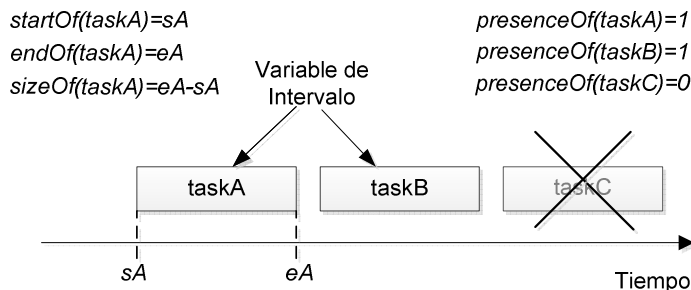 startOf(taskA)=sA
endOf(taskA)=eA
sizeOf(taskA)=eA-sA
Variable de
Intervalo
presenceOf(taskA)=1
presenceOf(taskB)=1
presenceOf(taskC)=0
taskA
taskB
taskC
sA
eA
Tiempo